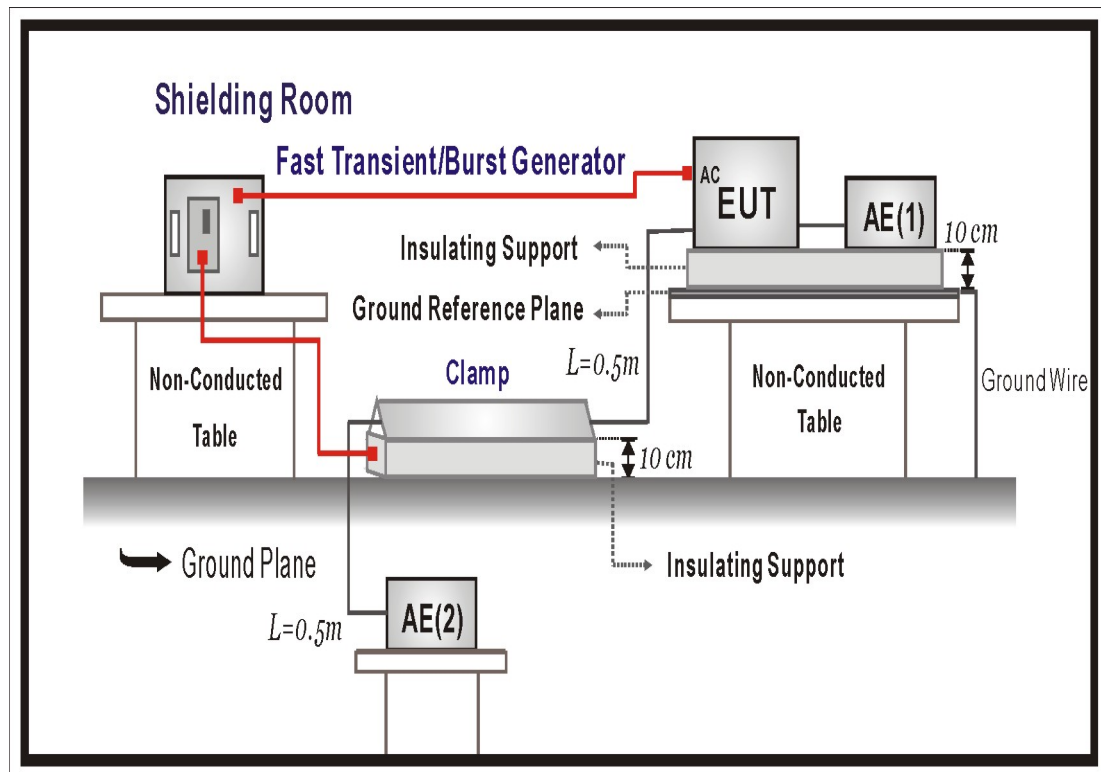 Shielding Room
Fast Transient/Burst Generator
AC
EUT
AE(1)
10 cm
Insulating Support
Ground Reference Plane
L=0.5m
Clamp
Non-Conducted
Table
Non-Conducted
Table
Ground Wire
10 cm
Ground Plane
Insulating Support
L=0.5m
AE(2)